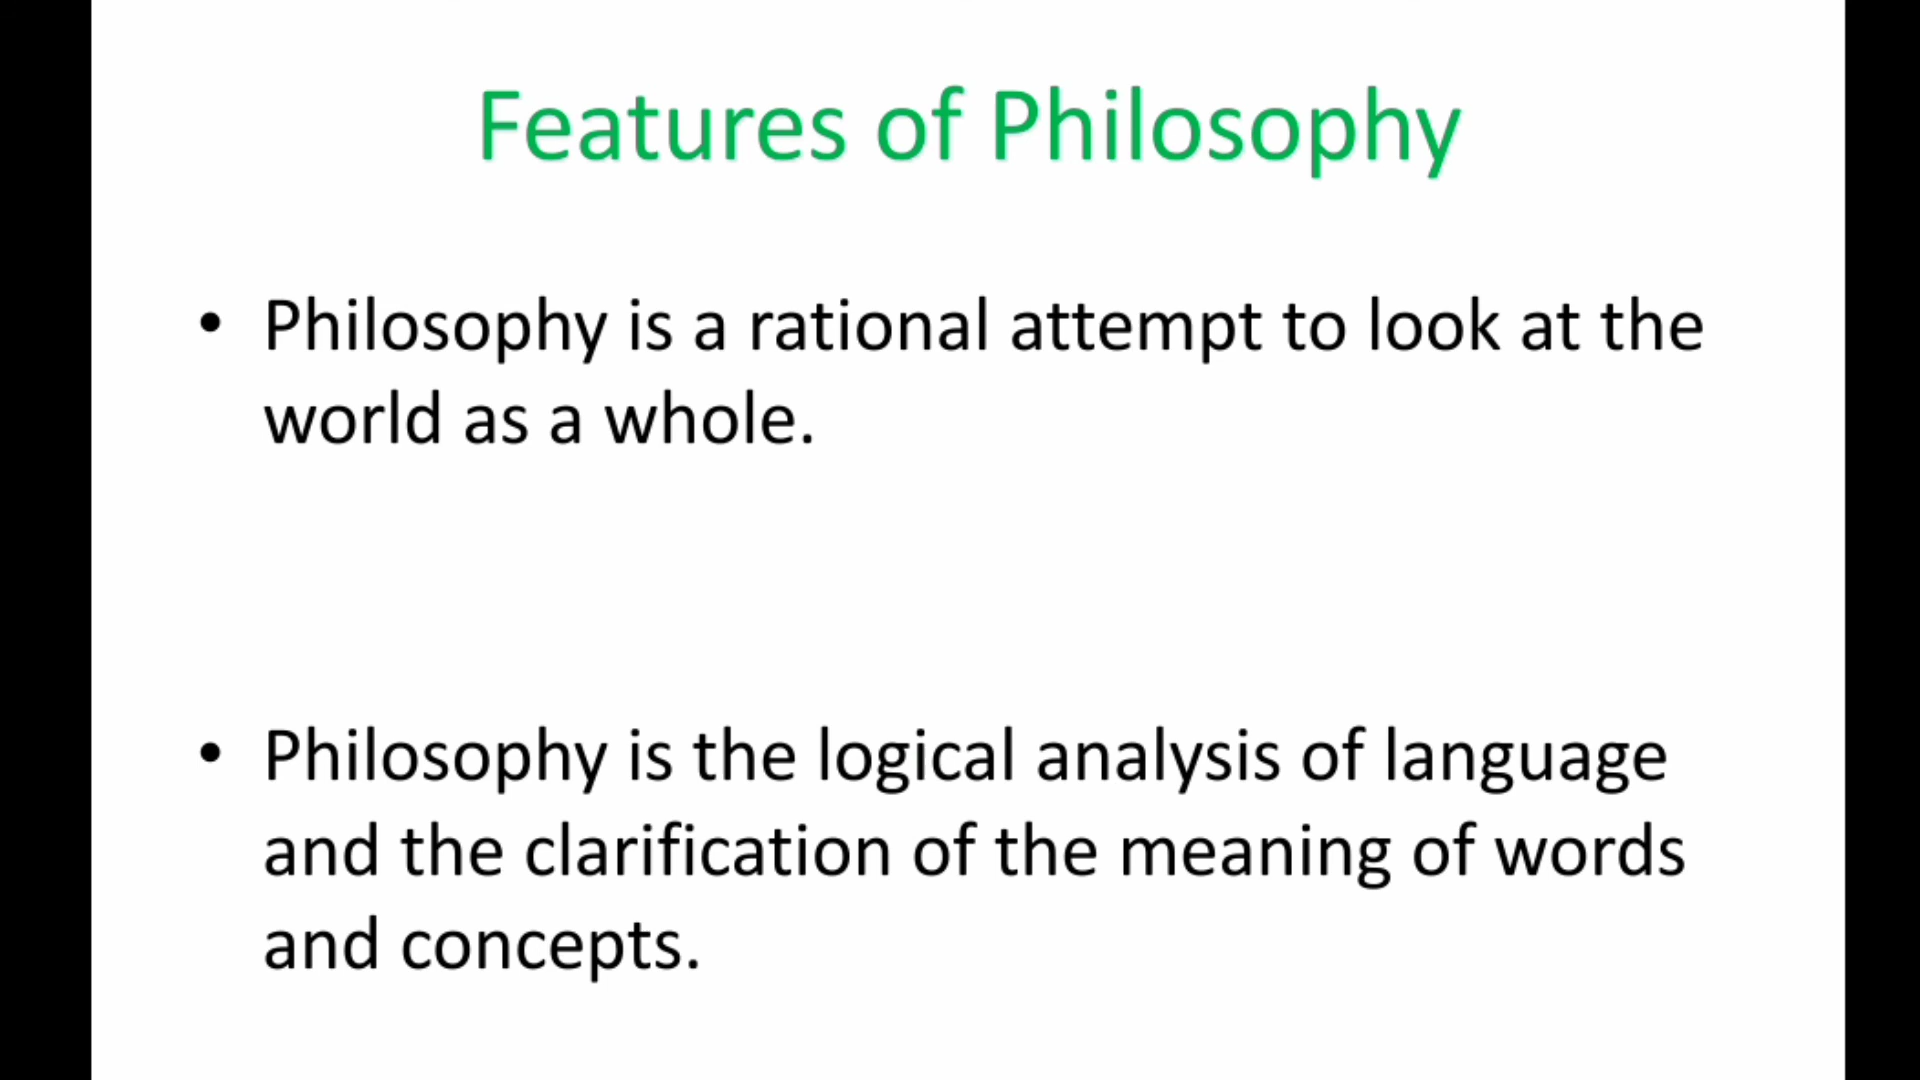 Features of Philosophy
• Philosophy is a rational attempt to look at the
world as a whole.
• Philosophy is the logical analysis of language
and the clarification of the meaning of words
and concepts.